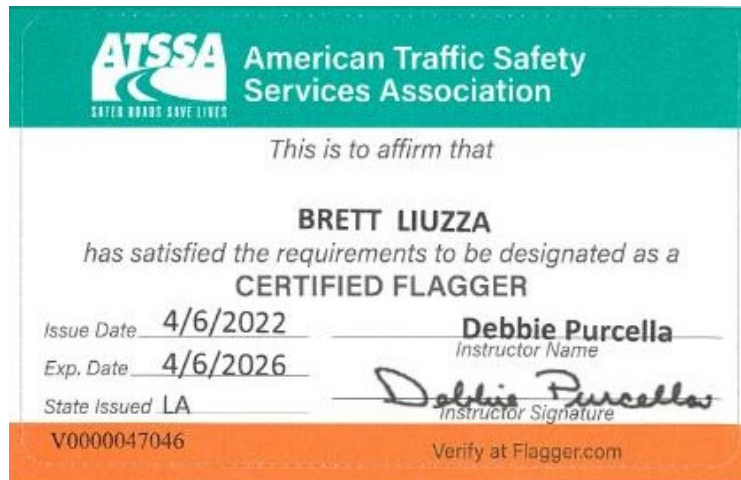 ATSSA
SAFER ROADS SAVE LIVES
American Traffic Safety
Services Association
This is to affirm that
BRETT LIUZZA
has satisfied the requirements to be designated as a
CERTIFIED FLAGGER
Issue Date 4/6/2022
Debbie Purcella
Instructor Name
Exp. Date 4/6/2026
Debbie Purcella
Instructor Signature
State Issued LA
V0000047046
Verify at Flagger.com